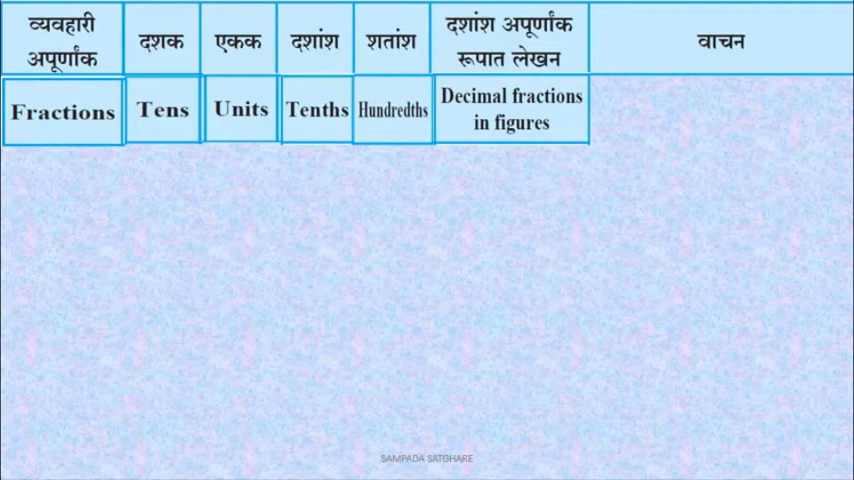 व्यवहारी
अपूर्णांक
दशक
एकक
दशांश
शतांश
दशांश अपूर्णांक
रूपात लेखन
वाचन
Fractions
Tens
Units
Tenths
Hundredths
Decimal fractions
in figures
SAMPADA SATGHARE